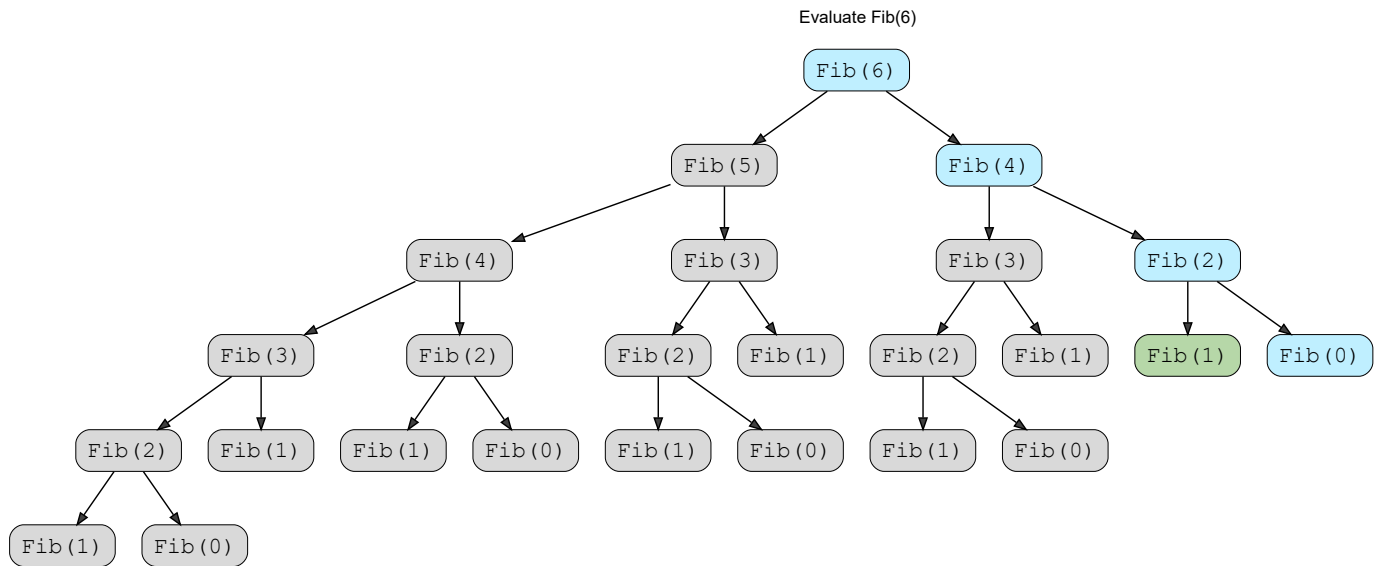 Evaluate Fib(6)
Fib(6)
Fib(5) Fib(4)
Fib(4) Fib(3) Fib(3) Fib(2)
Fib(3) Fib(2) Fib(2) Fib(1) Fib(2) Fib(1) Fib(1) Fib(0)
Fib(2) Fib(1) Fib(1) Fib(0) Fib(1) Fib(0) Fib(1) Fib(0)
Fib(1) Fib(0)